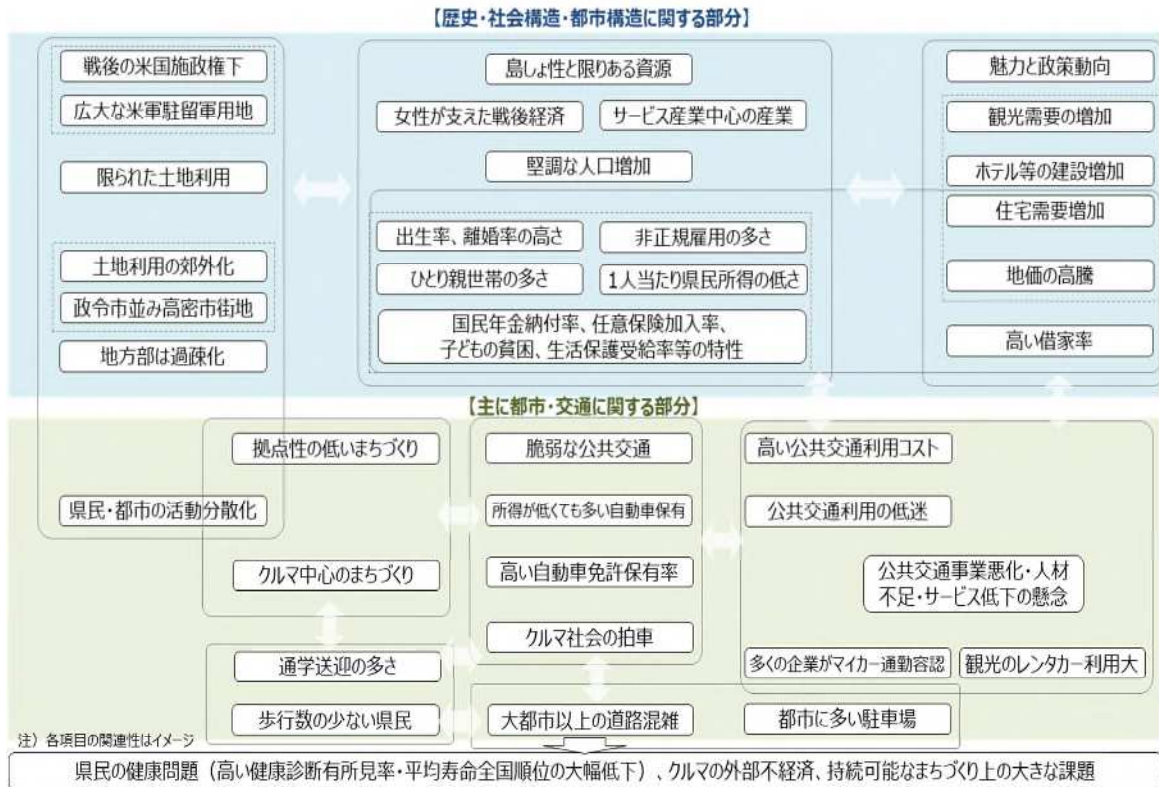 【歴史・社会構造・都市構造に関する部分】
戦後の米国施政権下
広大な米軍駐留軍用地
限られた土地利用
土地利用の郊外化
政令市並み高密市街地
地方部は過疎化
島しょ性と限りある資源
女性が支えた戦後経済
サービス産業中心の産業
堅調な人口増加
出生率、離婚率の高さ
非正規雇用の多さ
ひとり親世帯の多さ
1人当たり県民所得の低さ
国民年金納付率、任意保険加入率、
子どもの貧困、生活保護受給率等の特性
魅力と政策動向
観光需要の増加
ホテル等の建設増加
住宅需要増加
地価の高騰
高い借家率
【主に都市・交通に関する部分】
拠点性の低いまちづくり
県民・都市の活動分散化
クルマ中心のまちづくり
通学送迎の多さ
歩行数の少ない県民
脆弱な公共交通
所得が低くても多い自動車保有
高い自動車免許保有率
クルマ社会の拍車
大都市以上の道路混雑
高い公共交通利用コスト
公共交通利用の低迷
公共交通事業悪化・人材
不足・サービス低下の懸念
多くの企業がマイカー通勤容認
観光のレンタカー利用大
都市に多い駐車場
注）各項目の関連性はイメージ
県民の健康問題（高い健康診断有所見率・平均寿命全国順位の大幅低下）、クルマの外部不経済、持続可能なまちづくり上の大きな課題